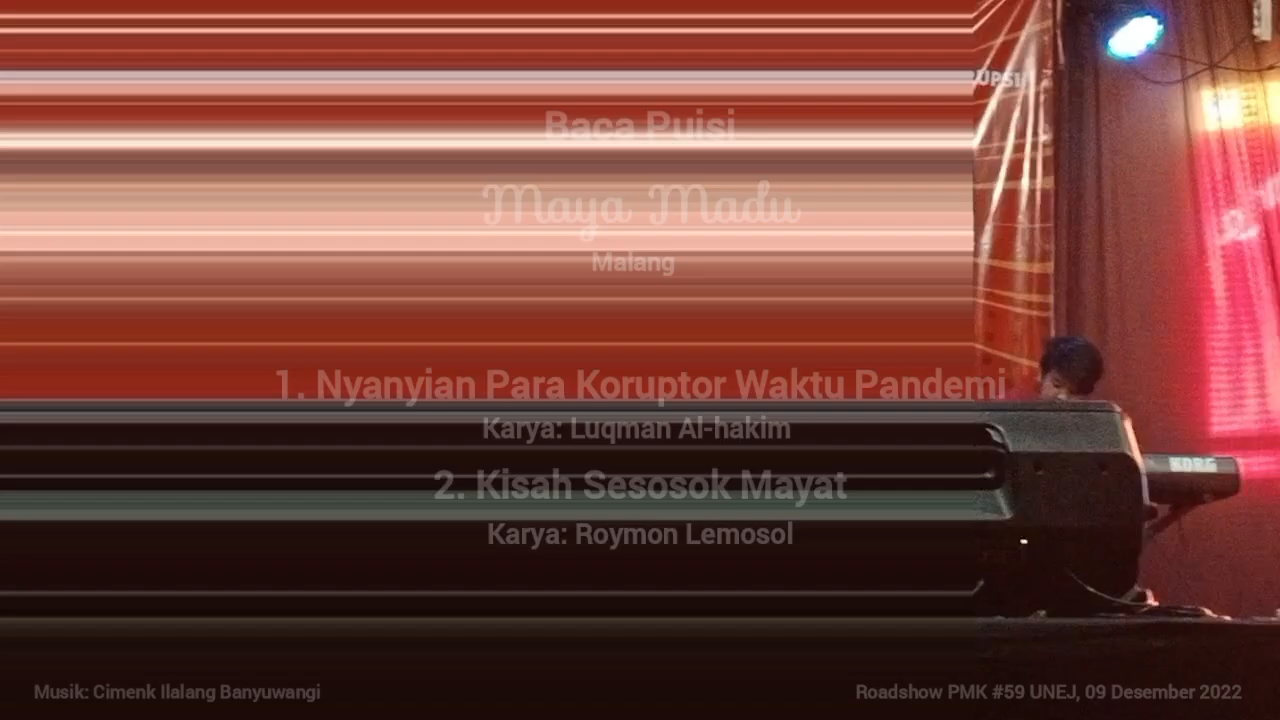 Baca Puisi
Maya Madu
Malang
1. Nyanyian Para Koruptor Waktu Pandemi
Karya: Luqman Al-hakim
2. Kisah Sesosok Mayat
Karya: Roymon Lemosol
KORG
Musik: Cimenk Ilalang Banyuwangi
Roadshow PMK #59 UNEJ, 09 Desember 2022